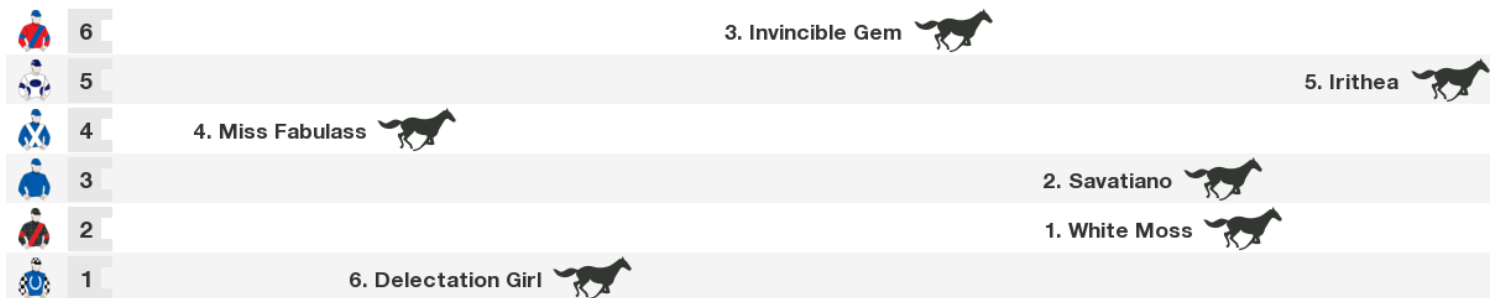 6 3. Invincible Gem
5 5. Irithea
4 4. Miss Fabulass
3 2. Savatiano
2 1. White Moss
1 6. Delectation Girl